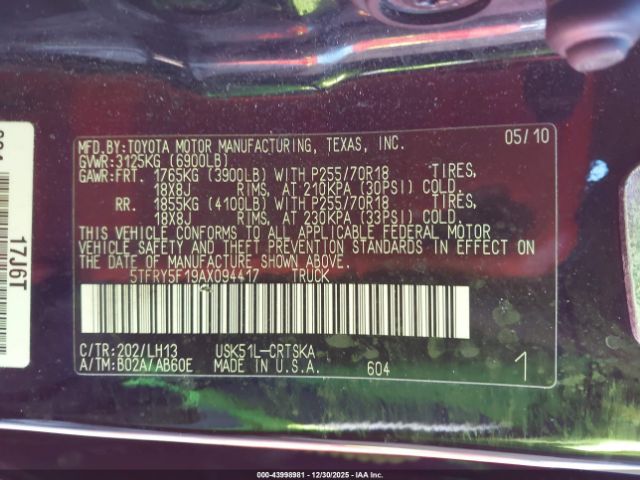 MFD.BY:TOYOTA MOTOR MANUFACTURING, TEXAS, INC. 05/10
GVWR:3125KG (6900LB)
GAWR:FRT. 1765KG (3900LB) WITH P255/70R18 TIRES,
18X8J RIMS, AT 210KPA (30PSI) COLD.
RR. 1855KG (4100LB) WITH P255/70R18 TIRES,
18X8J RIMS, AT 230KPA (33PSI) COLD.
THIS VEHICLE CONFORMS TO ALL APPLICABLE FEDERAL MOTOR
VEHICLE SAFETY AND THEFT PREVENTION STANDARDS IN EFFECT ON
THE DATE OF MANUFACTURE SHOWN ABOVE.
5TFRY5F19AX094417 TRUCK
C/TR:202/LH13 USK51L-CRTSKA
A/TM:B02A/AB60E MADE IN U.S.A. 604 1
17J6T
000-43998981 - 12/30/2025 - IAA Inc.